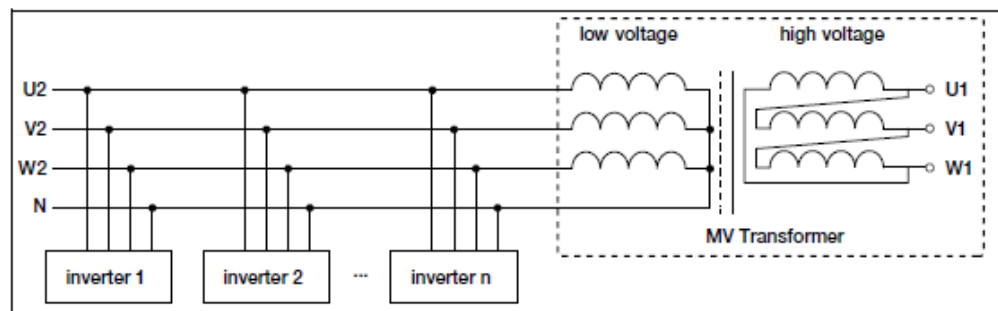 low voltage
high voltage
U2
U1
V2
V1
W2
W1
N
MV Transformer
inverter 1
inverter 2
...
inverter n